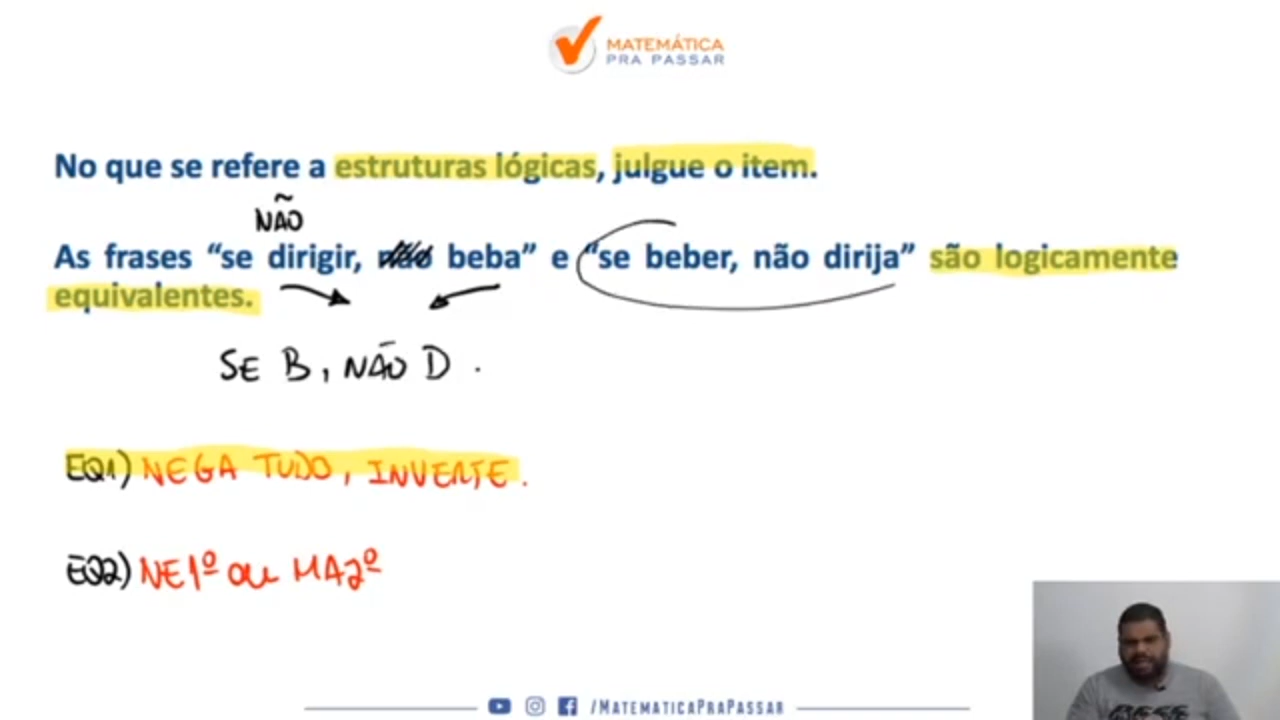 MATEMÁTICA
PRA PASSAR
No que se refere a estruturas lógicas, julgue o item.
NÃO
As frases “se dirigir, não beba” e “se beber, não dirija” são logicamente
equivalentes.
SE B, NÃO D.
EQ1) NEGA TUDO, INVERTE.
EQ2) NE1º ou MA2º
/MATEMATICAPRAPASSAR